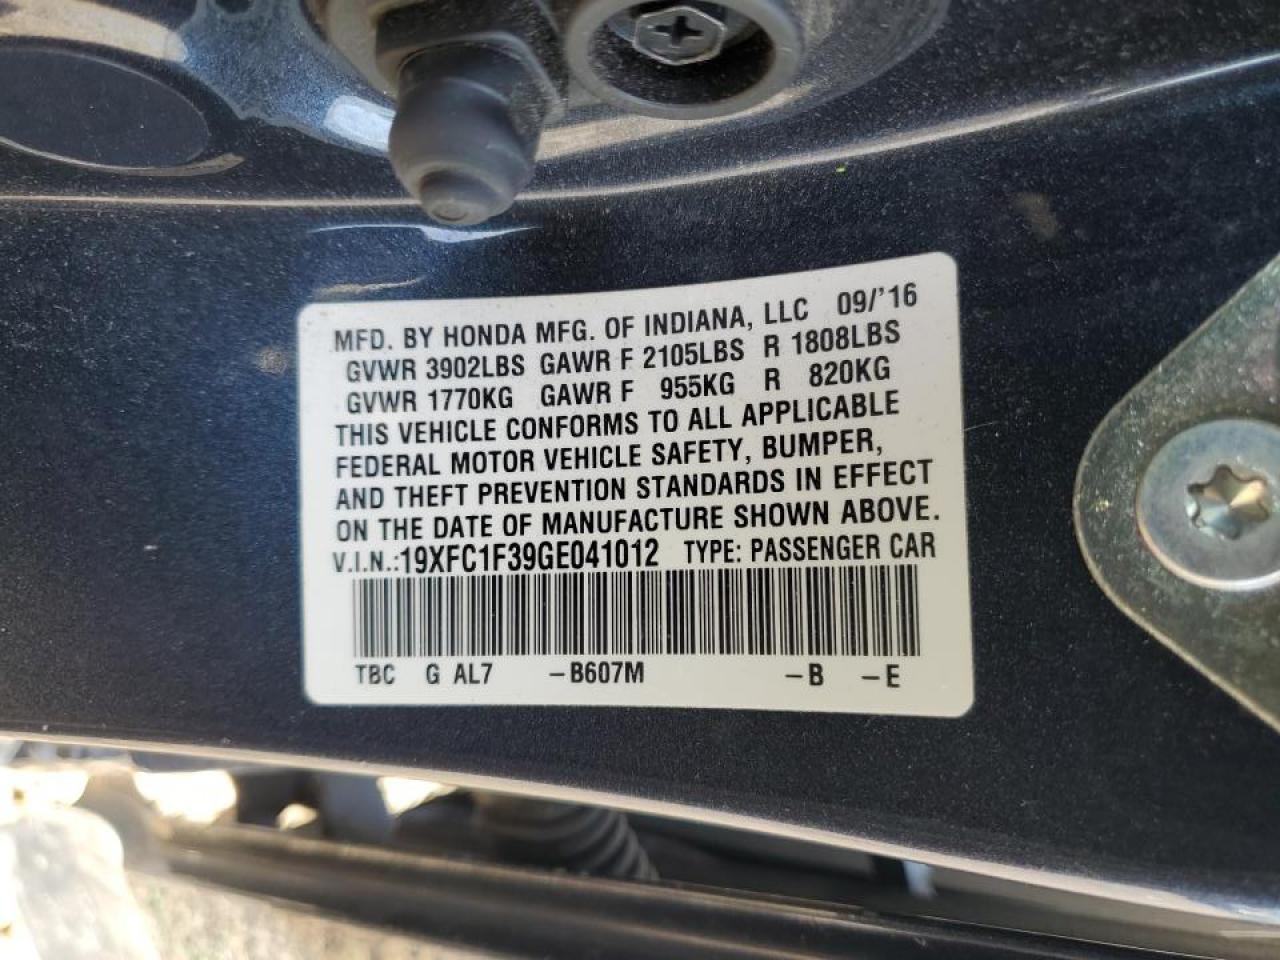 MFD. BY HONDA MFG. OF INDIANA, LLC 09/'16
GVWR 3902LBS GAWR F 2105LBS R 1808LBS
GVWR 1770KG GAWR F 955KG R 820KG
THIS VEHICLE CONFORMS TO ALL APPLICABLE
FEDERAL MOTOR VEHICLE SAFETY, BUMPER,
AND THEFT PREVENTION STANDARDS IN EFFECT
ON THE DATE OF MANUFACTURE SHOWN ABOVE.
V.I.N.:19XFC1F39GE041012 TYPE: PASSENGER CAR
TBC G AL7 -B607M -B -E